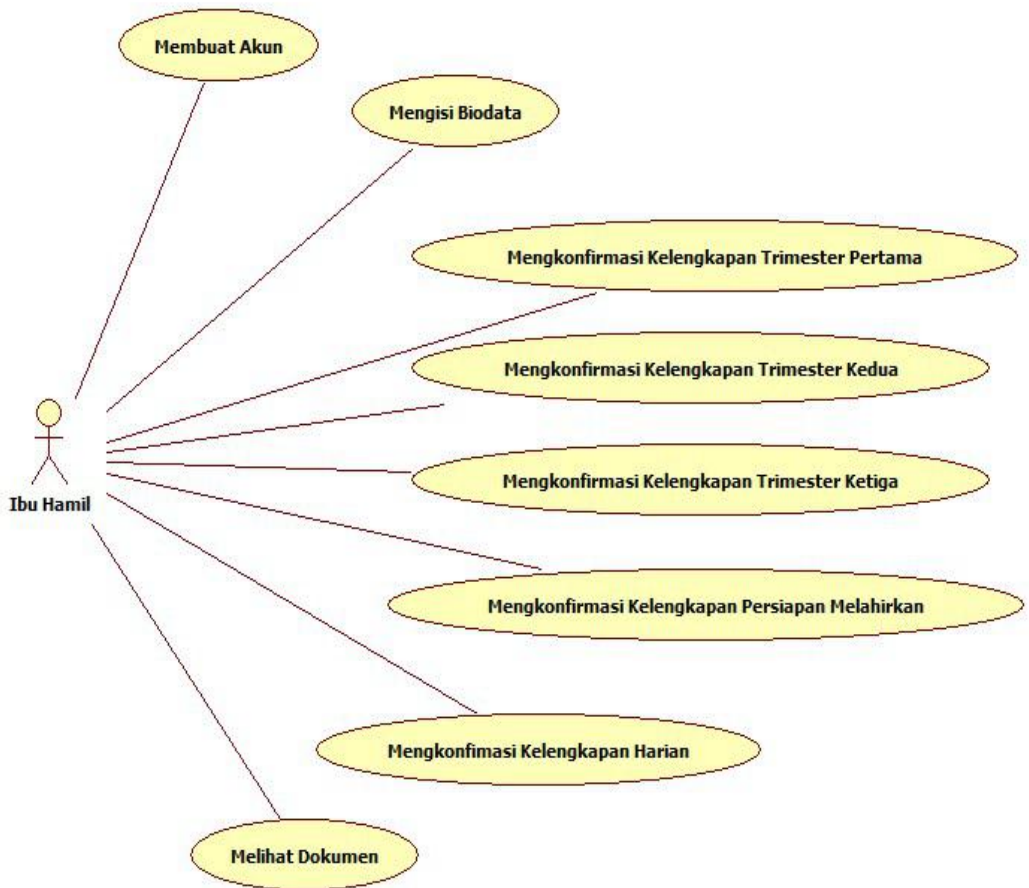 Membuat Akun
Mengisi Biodata
Mengkonfirmasi Kelengkapan Trimester Pertama
Mengkonfirmasi Kelengkapan Trimester Kedua
Mengkonfirmasi Kelengkapan Trimester Ketiga
Ibu Hamil
Mengkonfirmasi Kelengkapan Persiapan Melahirkan
Mengkonfimasi Kelengkapan Harian
Melihat Dokumen